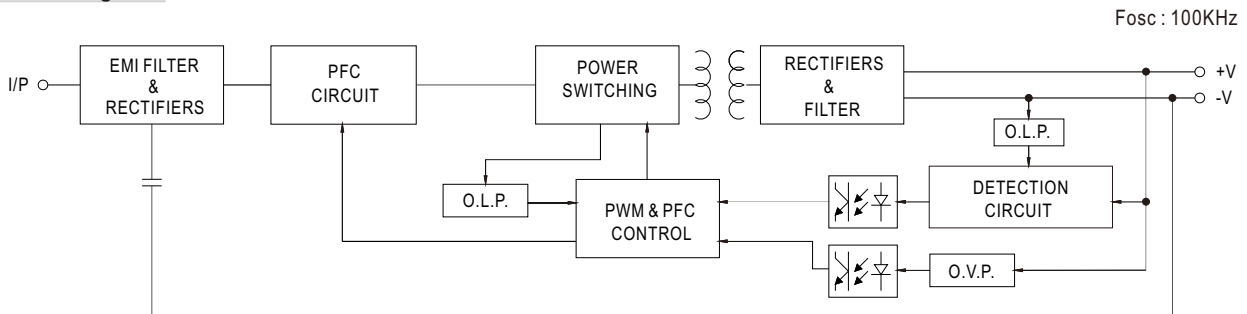 Fosc : 100KHz
I/P
EMI FILTER
&
RECTIFIERS
PFC
CIRCUIT
POWER
SWITCHING
RECTIFIERS
&
FILTER
+V
-V
O.L.P.
O.L.P.
PWM & PFC
CONTROL
DETECTION
CIRCUIT
O.V.P.